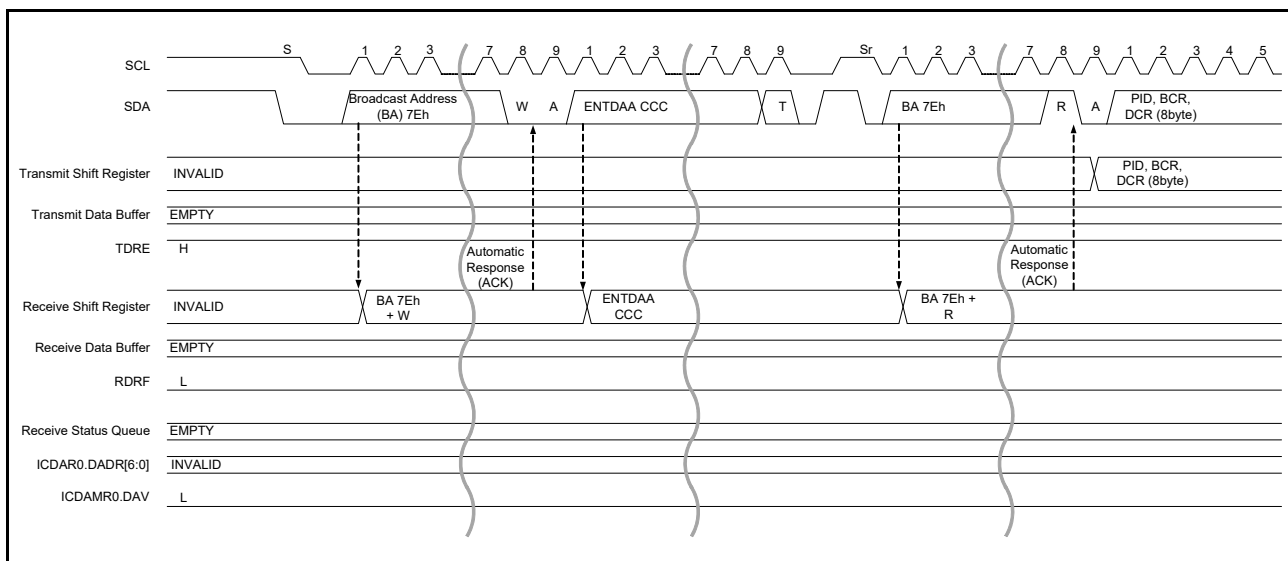 S 1 2 3 7 8 9 1 2 3 7 8 9 Sr 1 2 3 7 8 9 1 2 3 4 5
SCL
SDA
Broadcast Address
(BA) 7Eh
W A ENTDAA CCC T BA 7Eh R A
PID, BCR,
DCR (8byte)
Transmit Shift Register INVALID
PID, BCR,
DCR (8byte)
Transmit Data Buffer EMPTY
TDRE H
Automatic
Response
(ACK)
Automatic
Response
(ACK)
Receive Shift Register INVALID
BA 7Eh
+ W
ENTDAA
CCC
BA 7Eh +
R
Receive Data Buffer EMPTY
RDRF L
Receive Status Queue EMPTY
ICDAR0.DADR[6:0] INVALID
ICDAMR0.DAV L